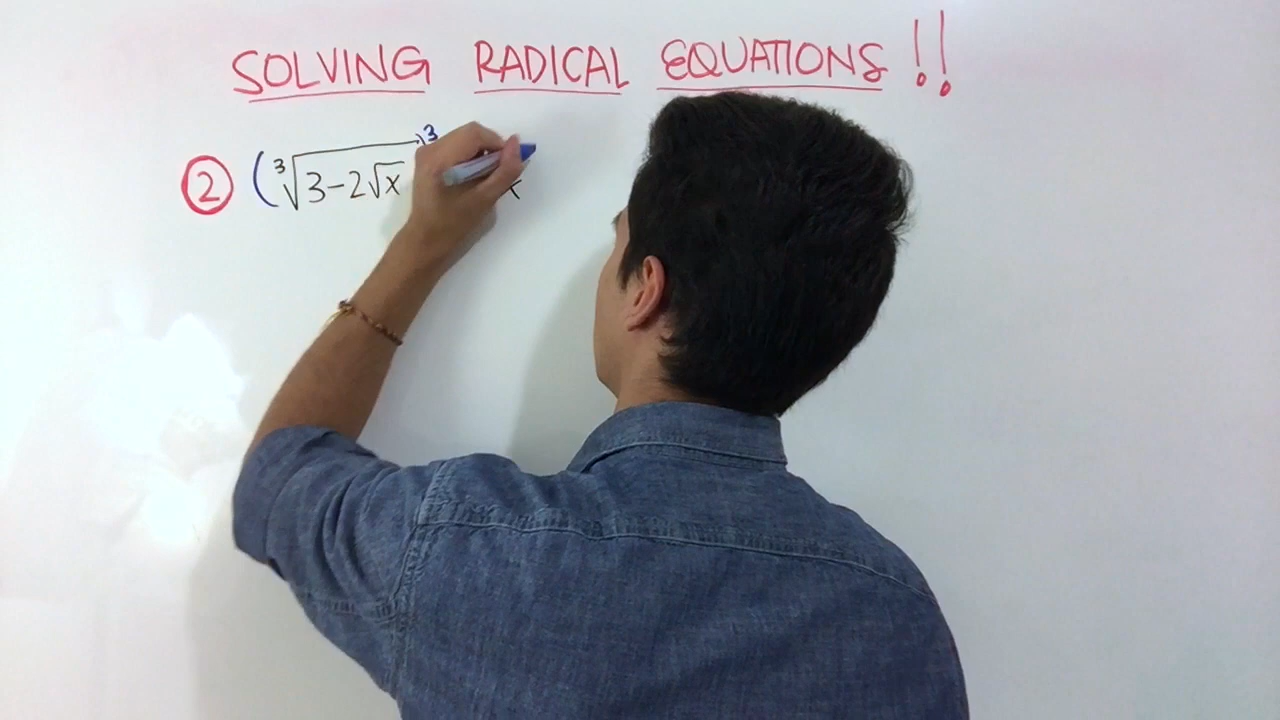 SOLVING RADICAL EQUATIONS !!
② (∛3-2√x )³ x